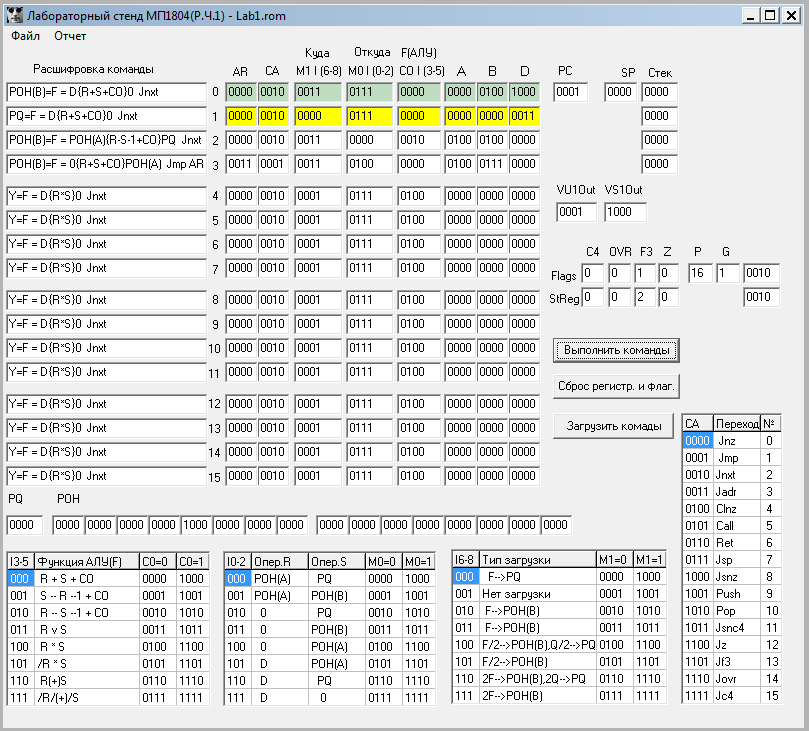 Лабораторный стенд МП1804(Р.Ч.1) - Lab1.rom
Файл Отчет
Куда Откуда F(АЛУ)
Расшифровка команды AR CA M1 I (6-8) M0 I (0-2) C0 I (3-5) A B D PC SP Стек
РОН(B)=F = D{R+S+CO}0 Jnxt 0 0000 0010 0011 0111 0000 0000 0100 1000 0001 0000 0000
PQ=F = D{R+S+CO}0 Jnxt 1 0000 0010 0000 0111 0000 0000 0000 0011 0000
РОН(B)=F = РОН(A){R-S-1+CO}PQ Jnxt 2 0000 0010 0011 0000 0010 0100 0100 0000 0000
РОН(B)=F = 0{R+S+CO}РОН(A) Jmp AR 3 0011 0001 0011 0100 0000 0100 0111 0000 0000
Y=F = D{R*S}0 Jnxt 4 0000 0010 0001 0111 0100 0000 0000 0000 VU1Out VS1Out
Y=F = D{R*S}0 Jnxt 5 0000 0010 0001 0111 0100 0000 0000 0000 0001 1000
Y=F = D{R*S}0 Jnxt 6 0000 0010 0001 0111 0100 0000 0000 0000 C4 OVR F3 Z P G
Y=F = D{R*S}0 Jnxt 7 0000 0010 0001 0111 0100 0000 0000 0000 Flags 0 0 1 0 16 1 0010
Y=F = D{R*S}0 Jnxt 8 0000 0010 0001 0111 0100 0000 0000 0000 StReg 0 0 2 0 0010
Y=F = D{R*S}0 Jnxt 9 0000 0010 0001 0111 0100 0000 0000 0000
Y=F = D{R*S}0 Jnxt 10 0000 0010 0001 0111 0100 0000 0000 0000 Выполнить команды
Y=F = D{R*S}0 Jnxt 11 0000 0010 0001 0111 0100 0000 0000 0000 Сброс регистр. и флаг.
Y=F = D{R*S}0 Jnxt 12 0000 0010 0001 0111 0100 0000 0000 0000
Y=F = D{R*S}0 Jnxt 13 0000 0010 0001 0111 0100 0000 0000 0000 Загрузить комады
Y=F = D{R*S}0 Jnxt 14 0000 0010 0001 0111 0100 0000 0000 0000
Y=F = D{R*S}0 Jnxt 15 0000 0010 0001 0111 0100 0000 0000 0000
PQ РОН
0000 0000 0000 0000 0000 1000 0000 0000 0000 0000 0000 0000 0000 0000 0000 0000 0000
I3-5 Функция АЛУ(F) C0=0 C0=1
000 R + S + CO 0000 1000
001 S -- R --1 + CO 0001 1001
010 R -- S --1 + CO 0010 1010
011 R v S 0011 1011
100 R * S 0100 1100
101 /R * S 0101 1101
110 R(+)S 0110 1110
111 /R/(+)/S 0111 1111
I0-2 Опер.R Опер.S M0=0 M0=1
000 РОН(A) PQ 0000 1000
001 РОН(A) РОН(B) 0001 1001
010 0 PQ 0010 1010
011 0 РОН(B) 0011 1011
100 0 РОН(A) 0100 1100
101 D РОН(A) 0101 1101
110 D PQ 0110 1110
111 D 0 0111 1111
I6-8 Тип загрузки M1=0 M1=1
000 F-->PQ 0000 1000
001 Нет загрузки 0001 1001
010 F-->РОН(B) 0010 1010
011 F-->РОН(B) 0011 1011
100 F/2-->РОН(B),Q/2-->PQ 0100 1100
101 F/2-->РОН(B) 0101 1101
110 2F-->РОН(B),2Q-->PQ 0110 1110
111 2F-->РОН(B) 0111 1111
CA Переход №
0000 Jnz 0
0001 Jmp 1
0010 Jnxt 2
0011 Jadr 3
0100 Clnz 4
0101 Call 5
0110 Ret 6
0111 Jsp 7
1000 Jsnz 8
1001 Push 9
1010 Pop 10
1011 Jsnc4 11
1100 Jz 12
1101 Jf3 13
1110 Jovr 14
1111 Jc4 15